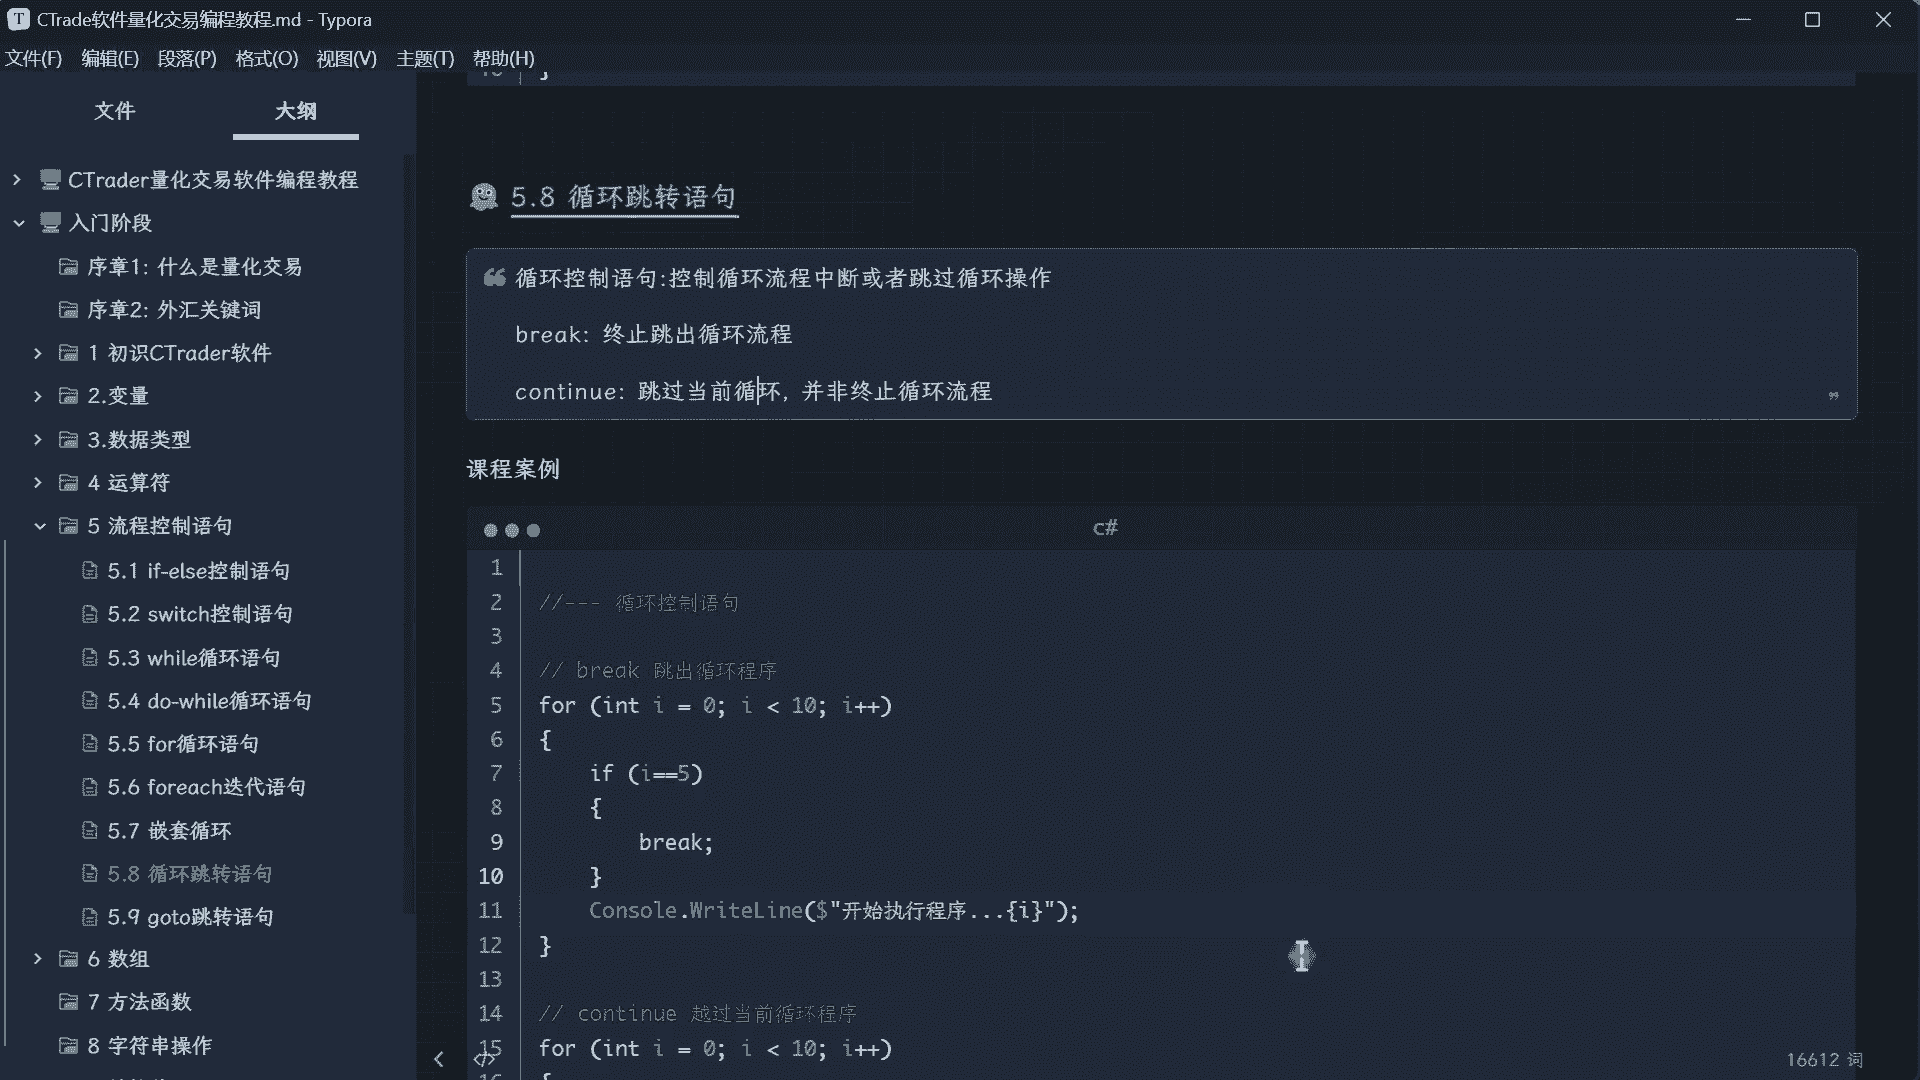 CTrade软件量化交易编程教程.md - Typora
文件(F) 编辑(E) 段落(P) 格式(O) 视图(V) 主题(T) 帮助(H)
文件 大纲
CTrader量化交易软件编程教程
入门阶段
序章1: 什么是量化交易
序章2: 外汇关键词
1 初识CTrader软件
2.变量
3.数据类型
4 运算符
5 流程控制语句
5.1 if-else控制语句
5.2 switch控制语句
5.3 while循环语句
5.4 do-while循环语句
5.5 for循环语句
5.6 foreach迭代语句
5.7 嵌套循环
5.8 循环跳转语句
5.9 goto跳转语句
6 数组
7 方法函数
8 字符串操作
}
5.8 循环跳转语句
循环控制语句:控制循环流程中断或者跳过循环操作
break: 终止跳出循环流程
continue: 跳过当前循环, 并非终止循环流程
课程案例
c#
1
2 //--- 循环控制语句
3
4 // break 跳出循环程序
5 for (int i = 0; i < 10; i++)
6 {
7 if (i==5)
8 {
9 break;
10 }
11 Console.WriteLine($"开始执行程序...{i}");
12 }
13
14 // continue 越过当前循环程序
15 for (int i = 0; i < 10; i++)
16612 词